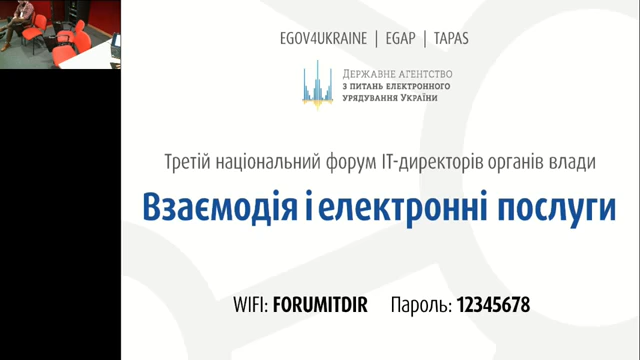 EGOV4UKRAINE | EGAP | TAPAS
ДЕРЖАВНЕ АГЕНТСТВО
З ПИТАНЬ ЕЛЕКТРОННОГО
УРЯДУВАННЯ УКРАЇНИ
Третій національний форум ІТ-директорів органів влади
Взаємодія і електронні послуги
WIFI: FORUMITDIR Пароль: 12345678